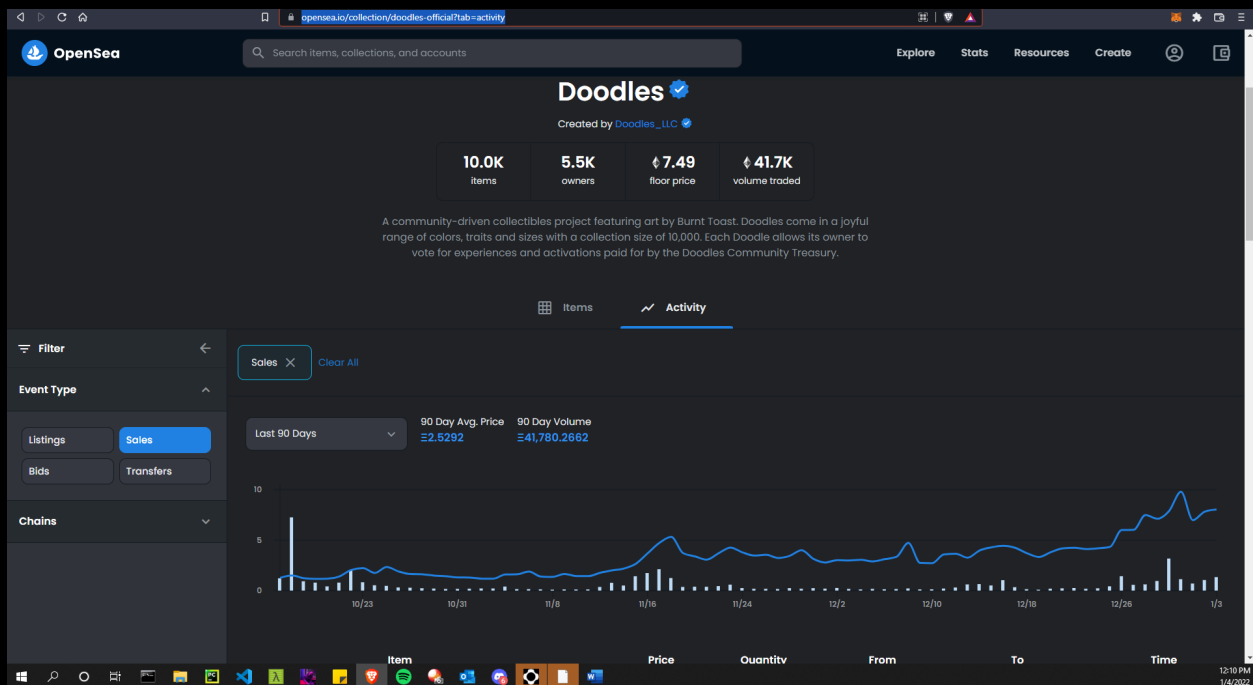 opensea.io/collection/doodles-official?tab=activity
OpenSea
Search items, collections, and accounts
Explore
Stats
Resources
Create
Doodles
Created by Doodles_LLC
10.0K
items
5.5K
owners
7.49
floor price
41.7K
volume traded
A community-driven collectibles project featuring art by Burnt Toast. Doodles come in a joyful
range of colors, traits and sizes with a collection size of 10,000. Each Doodle allows its owner to
vote for experiences and activations paid for by the Doodles Community Treasury.
Items
Activity
Filter
Event Type
Listings
Sales
Bids
Transfers
Chains
Sales
Clear All
Last 90 Days
90 Day Avg. Price
Ξ2.5292
90 Day Volume
Ξ41,780.2662
10
5
0
10/23
10/31
11/8
11/16
11/24
12/2
12/10
12/18
12/26
1/3
Item
Price
Quantity
From
To
Time
12:10 PM
1/4/2022